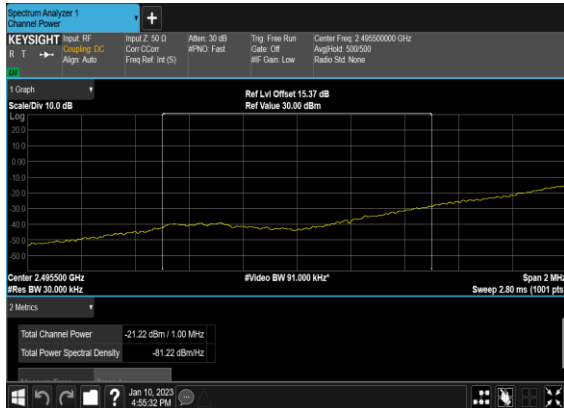 Spectrum Analyzer 1
Channel Power
+
KEYSIGHT
R T
Input: RF
Coupling: DC
Align: Auto
Input Z: 50 Ω
Corr CCorr
Freq Ref: Int (S)
Atten: 30 dB
#PNO: Fast
Trig: Free Run
Gate: Off
#IF Gain: Low
Center Freq: 2.495500000 GHz
Avg|Hold: 500/500
Radio Std: None
1 Graph
Scale/Div 10.0 dB
Ref Lvl Offset 15.37 dB
Ref Value 30.00 dBm
Log
20.0
10.0
0.00
-10.0
-20.0
-30.0
-40.0
-50.0
-60.0
Center 2.495500 GHz
#Res BW 30.000 kHz
#Video BW 91.000 kHz*
Span 2 MHz
Sweep 2.80 ms (1001 pts
2 Metrics
Total Channel Power -21.22 dBm / 1.00 MHz
Total Power Spectral Density -81.22 dBm/Hz
?
Jan 10, 2023
4:55:32 PM